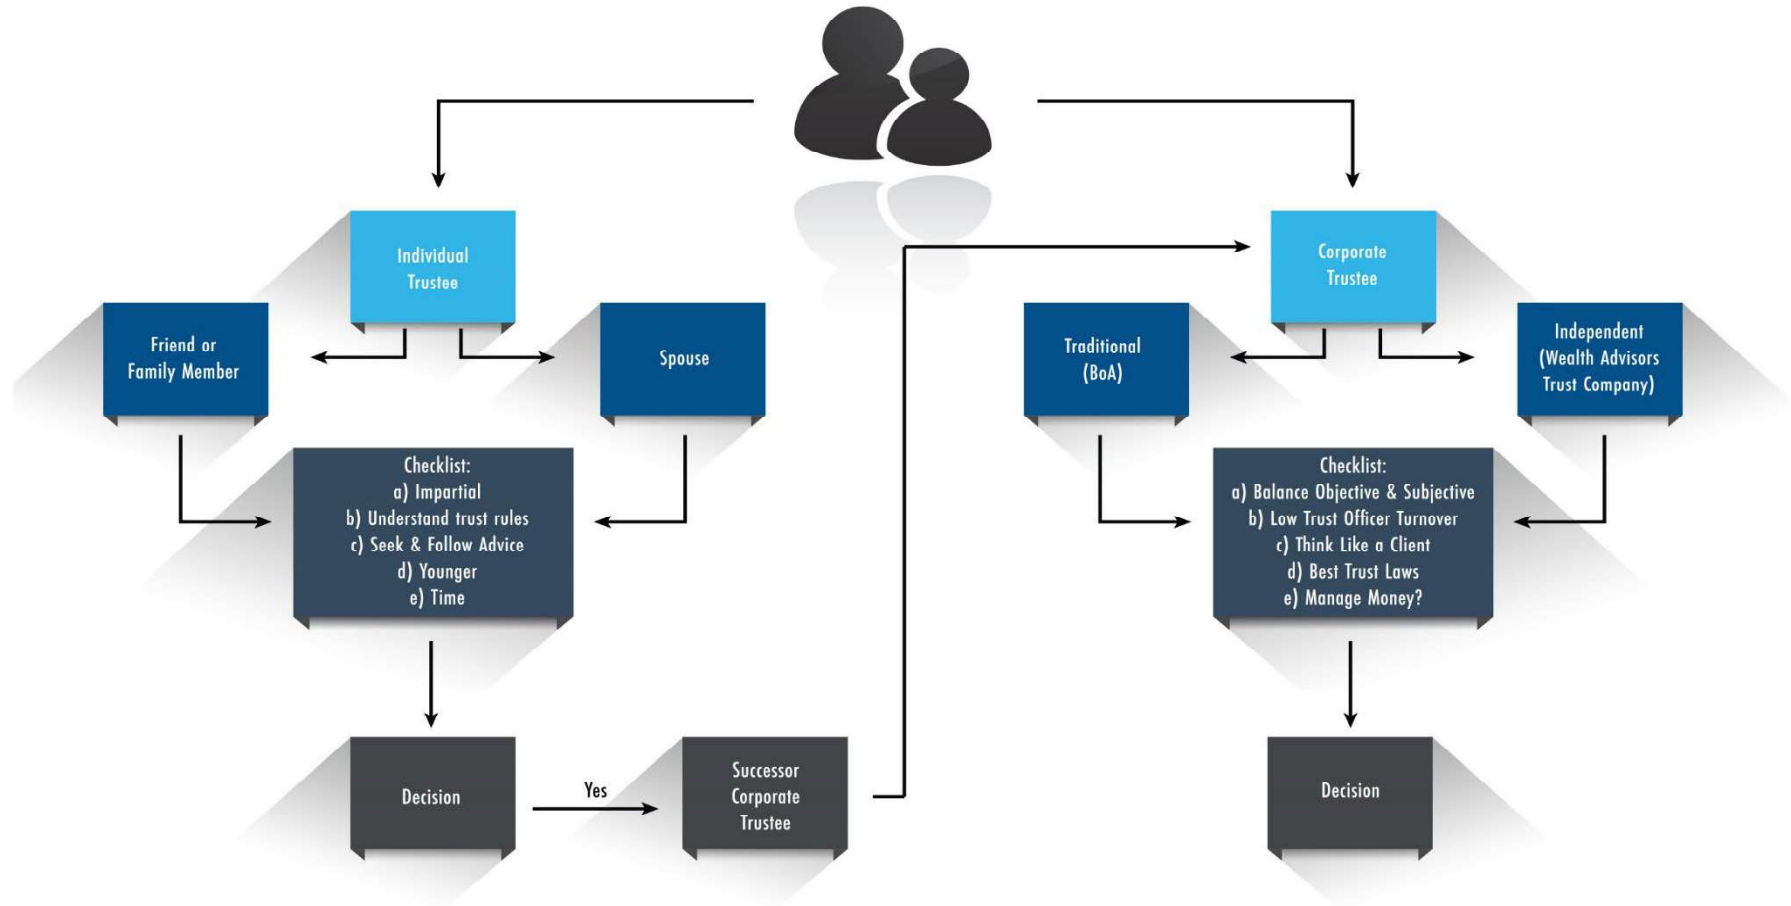 Individual
Trustee
Corporate
Trustee
Friend or
Family Member
Spouse
Traditional
(BoA)
Independent
(Wealth Advisors
Trust Company)
Checklist:
a) Impartial
b) Understand trust rules
c) Seek & Follow Advice
d) Younger
e) Time
Checklist:
a) Balance Objective & Subjective
b) Low Trust Officer Turnover
c) Think Like a Client
d) Best Trust Laws
e) Manage Money?
Decision
Yes
Successor
Corporate
Trustee
Decision